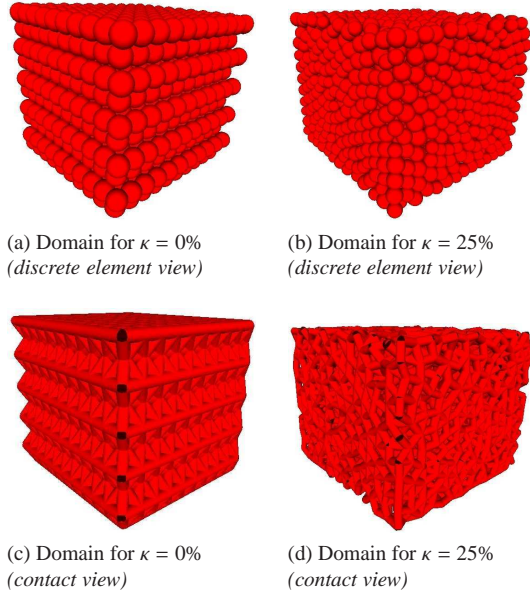 (a) Domain for κ = 0%
(discrete element view)
(b) Domain for κ = 25%
(discrete element view)
(c) Domain for κ = 0%
(contact view)
(d) Domain for κ = 25%
(contact view)